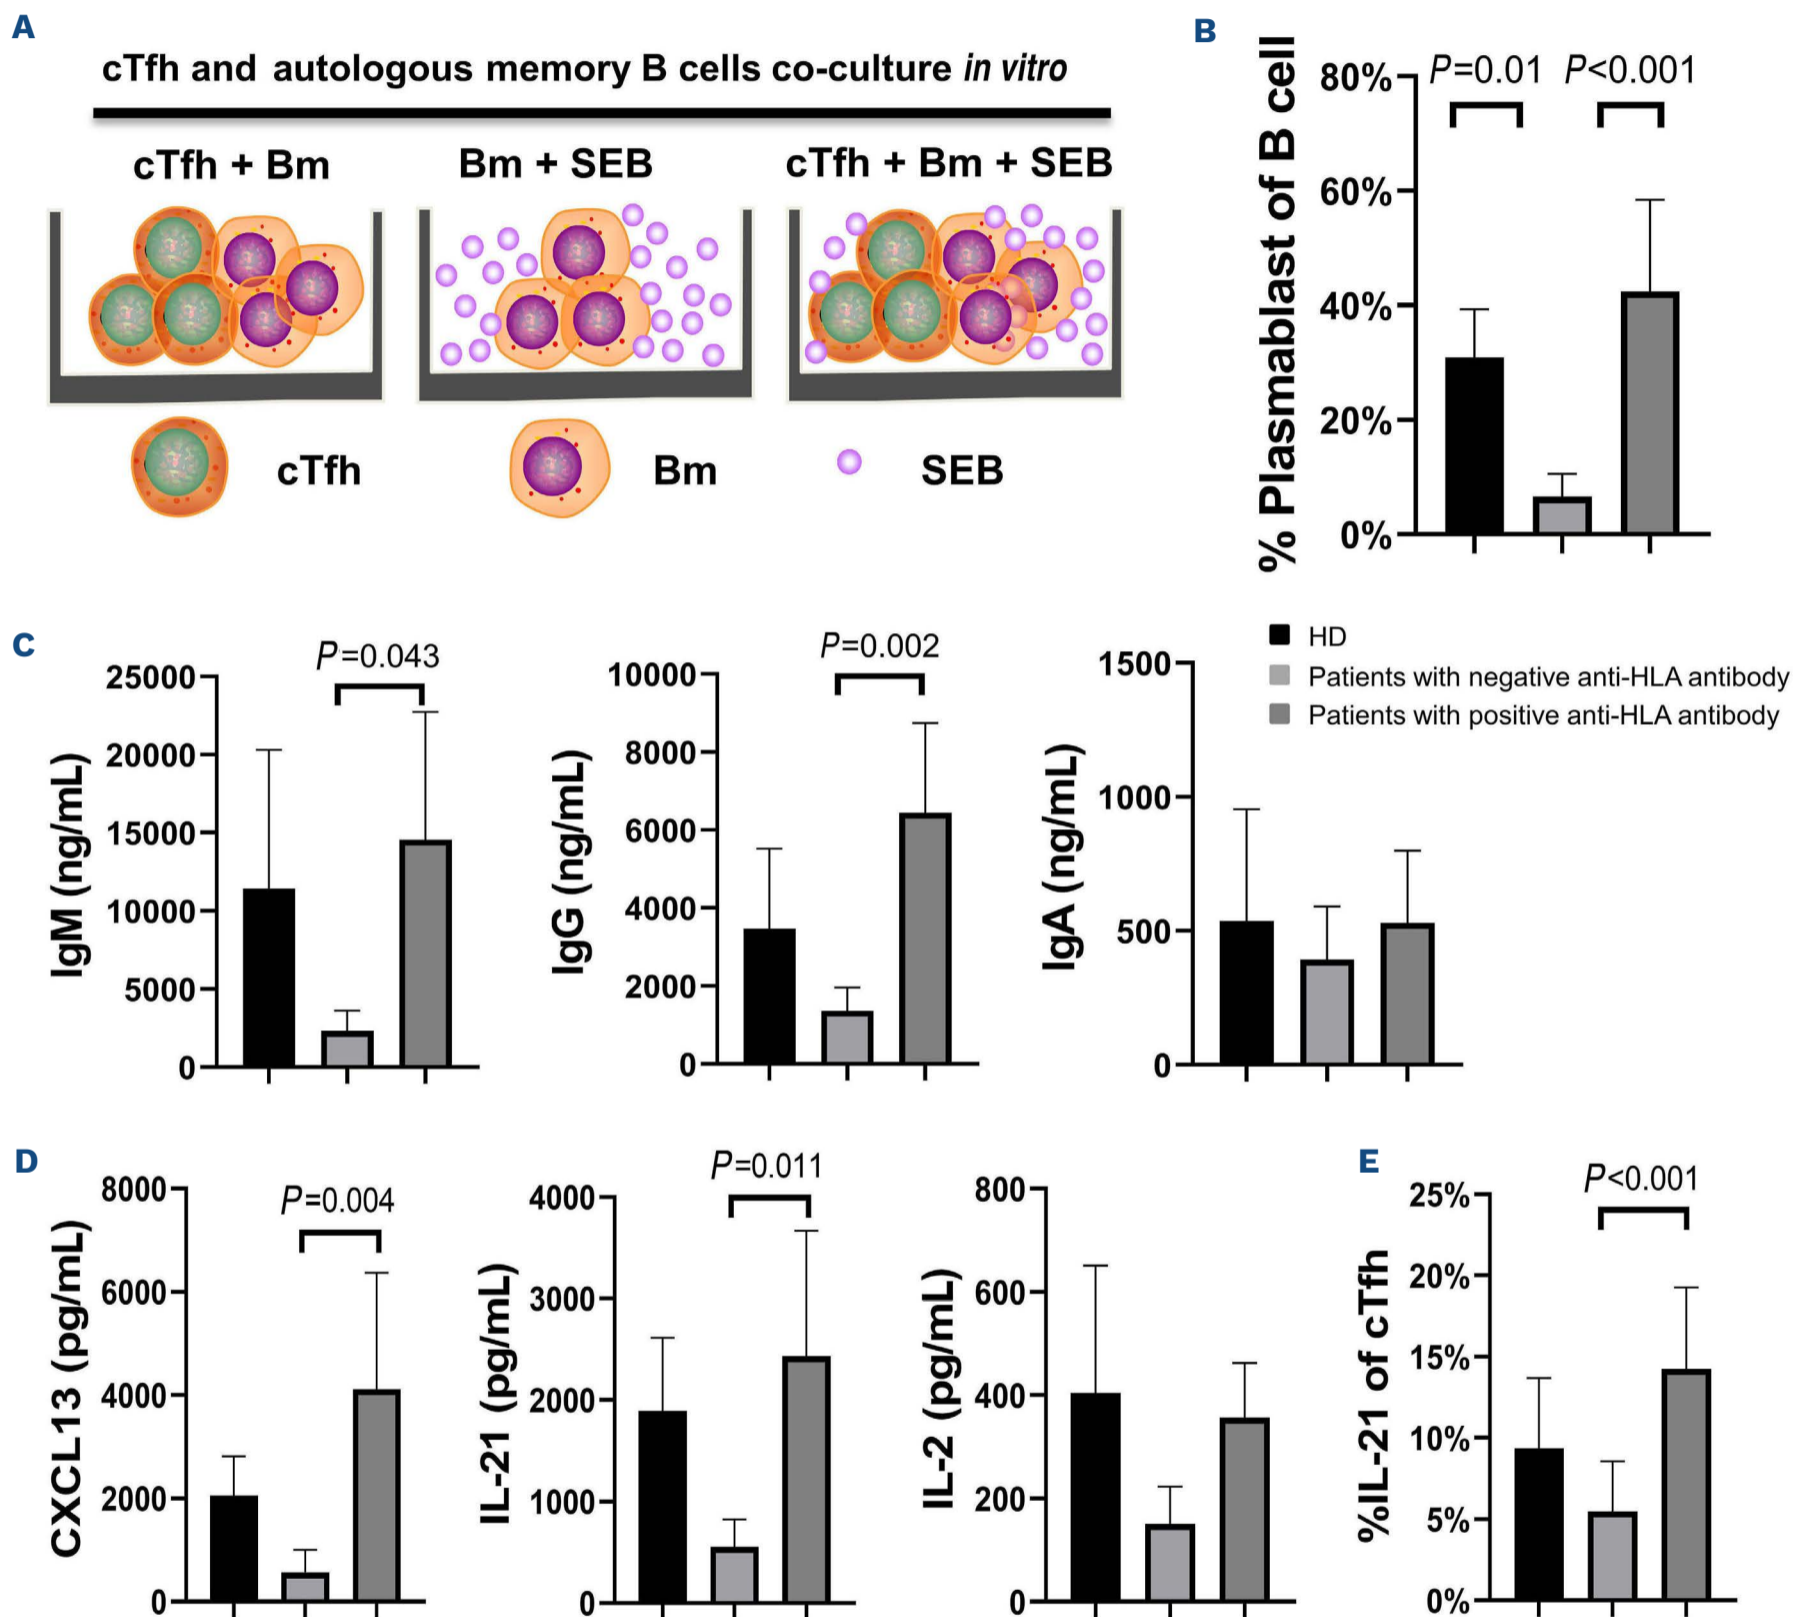 A
cTfh and autologous memory B cells co-culture in vitro
cTfh + Bm
Bm + SEB
cTfh + Bm + SEB
cTfh
Bm
SEB
B
% Plasmablast of B cell
80%
60%
40%
20%
0%
P=0.01
P<0.001
HD
Patients with negative anti-HLA antibody
Patients with positive anti-HLA antibody
C
IgM (ng/mL)
25000
20000
15000
10000
5000
0
P=0.043
IgG (ng/mL)
10000
8000
6000
4000
2000
0
P=0.002
IgA (ng/mL)
1500
1000
500
0
D
CXCL13 (pg/mL)
8000
6000
4000
2000
0
P=0.004
IL-21 (pg/mL)
4000
3000
2000
1000
0
P=0.011
IL-2 (pg/mL)
800
600
400
200
0
E
%IL-21 of cTfh
25%
20%
15%
10%
5%
0%
P<0.001